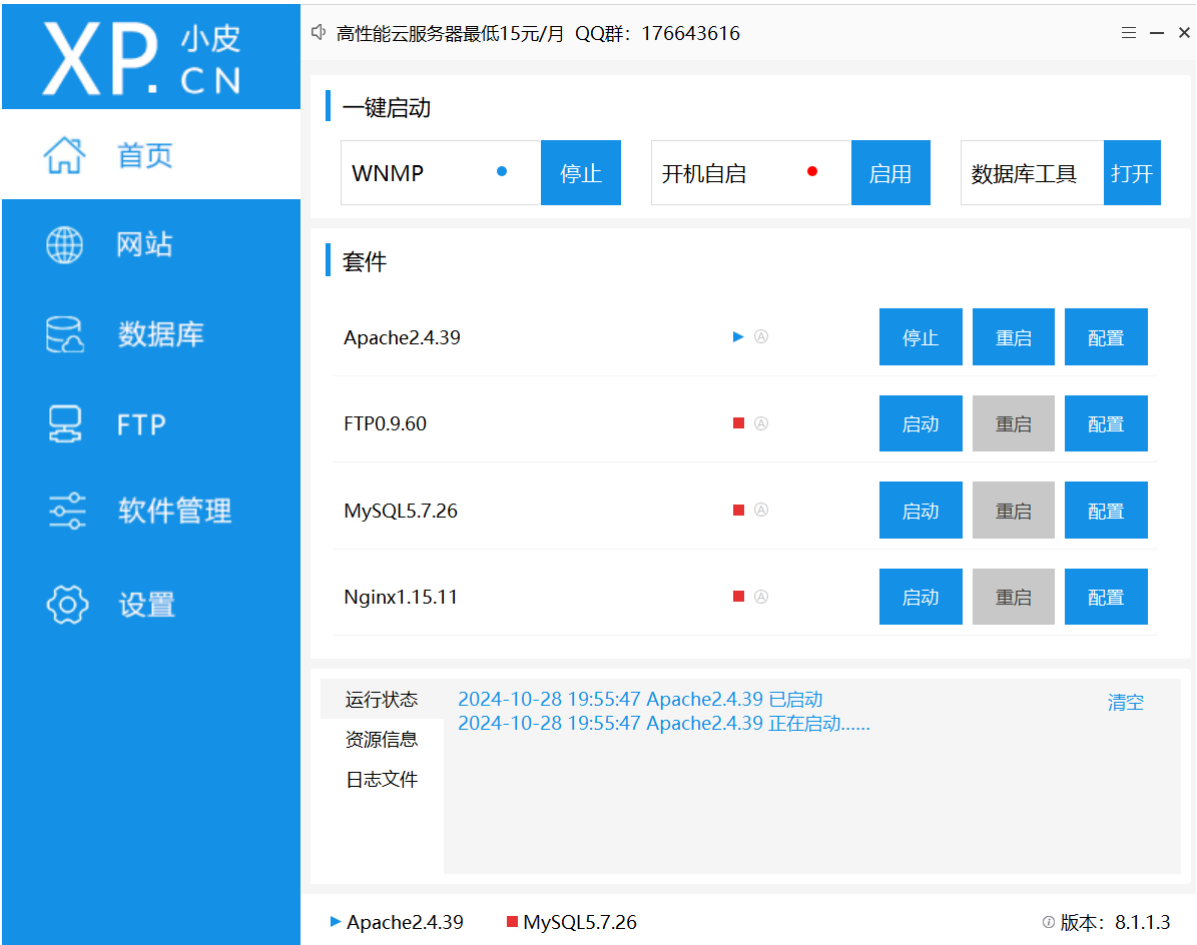 XP.CN 小皮
高性能云服务器最低15元/月 QQ群：176643616
首页
网站
数据库
FTP
软件管理
设置
一键启动
WNMP 停止 开机自启 启用 数据库工具 打开
套件
Apache2.4.39 Ⓐ 停止 重启 配置
FTP0.9.60 Ⓐ 启动 重启 配置
MySQL5.7.26 Ⓐ 启动 重启 配置
Nginx1.15.11 Ⓐ 启动 重启 配置
运行状态
资源信息
日志文件
2024-10-28 19:55:47 Apache2.4.39 已启动
2024-10-28 19:55:47 Apache2.4.39 正在启动......
清空
Apache2.4.39 MySQL5.7.26 版本：8.1.1.3